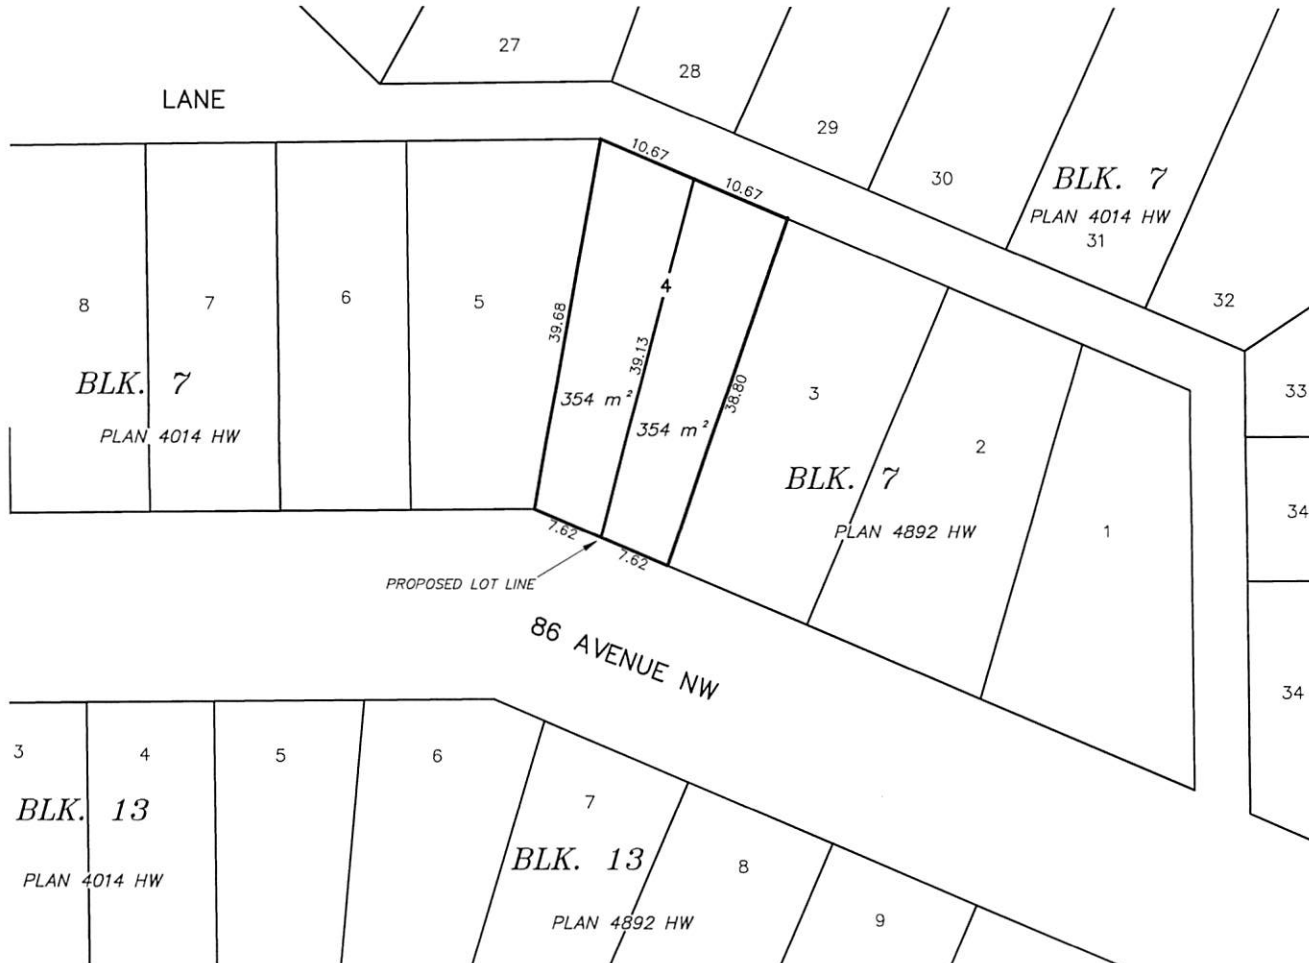 27
28
LANE
29
10.67
30
BLK. 7
10.67
PLAN 4014 HW
31
4
32
8
7
6
5
39.68
39.13
BLK. 7
38.80
3
33
354 m²
PLAN 4014 HW
354 m²
2
BLK. 7
34
7.62
PLAN 4892 HW
1
7.62
PROPOSED LOT LINE
86 AVENUE NW
34
3
4
5
6
BLK. 13
7
BLK. 13
8
PLAN 4014 HW
PLAN 4892 HW
9